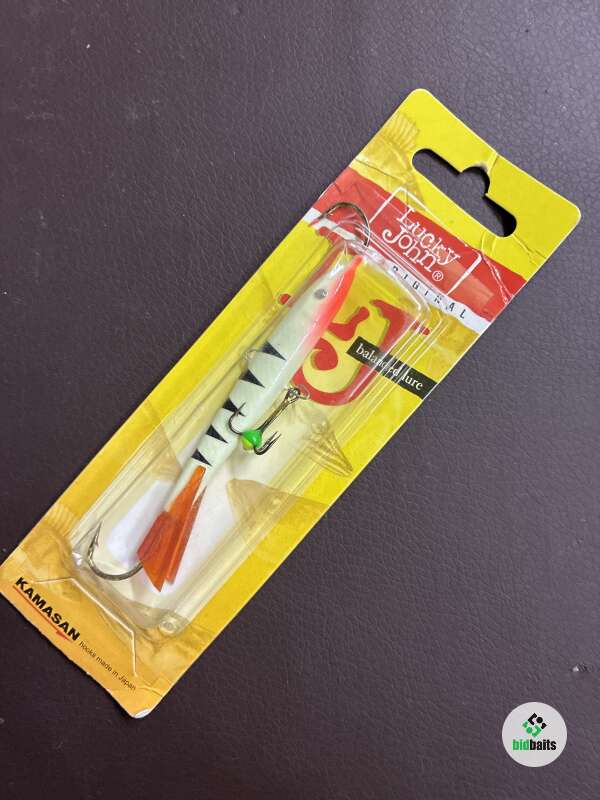 Lucky
John®
ORIGINAL
balanced lure
KAMASAN
hooks made in Japan
bidbaits